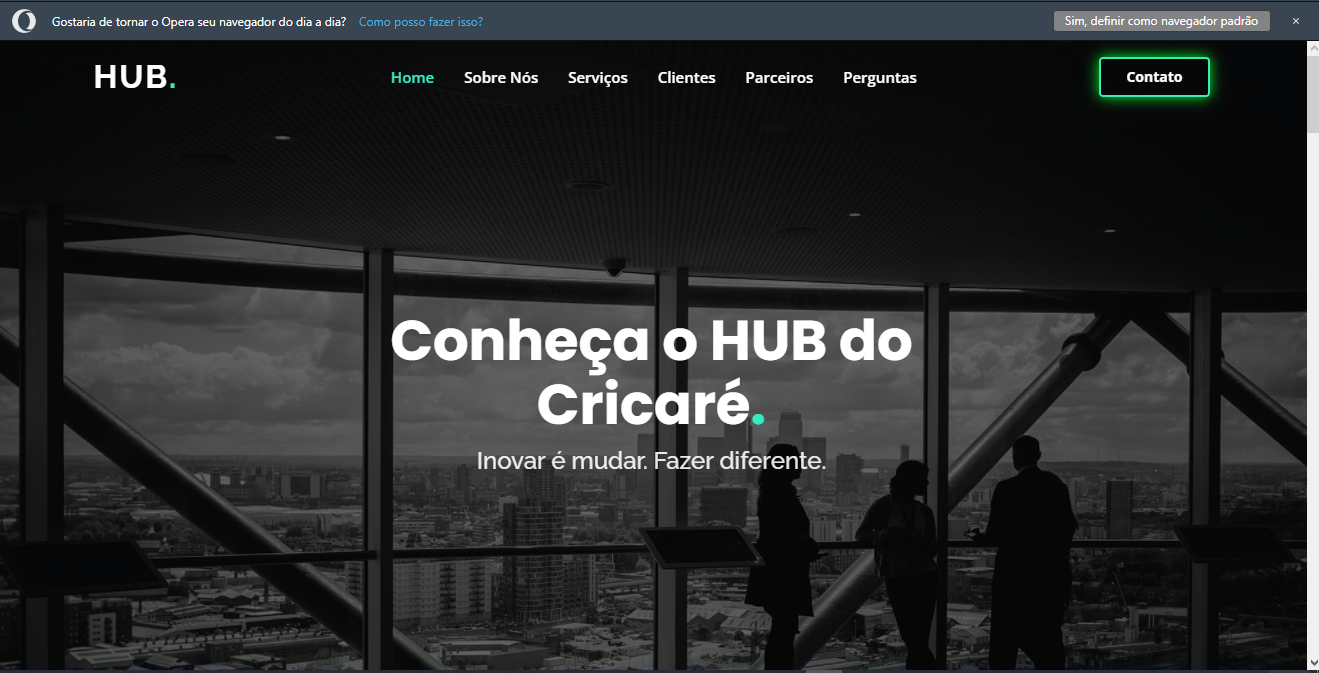 Gostaria de tornar o Opera seu navegador do dia a dia? Como posso fazer isso? Sim, definir como navegador padrão ×
HUB. Home Sobre Nós Serviços Clientes Parceiros Perguntas Contato
Conheça o HUB do
Cricaré.
Inovar é mudar. Fazer diferente.